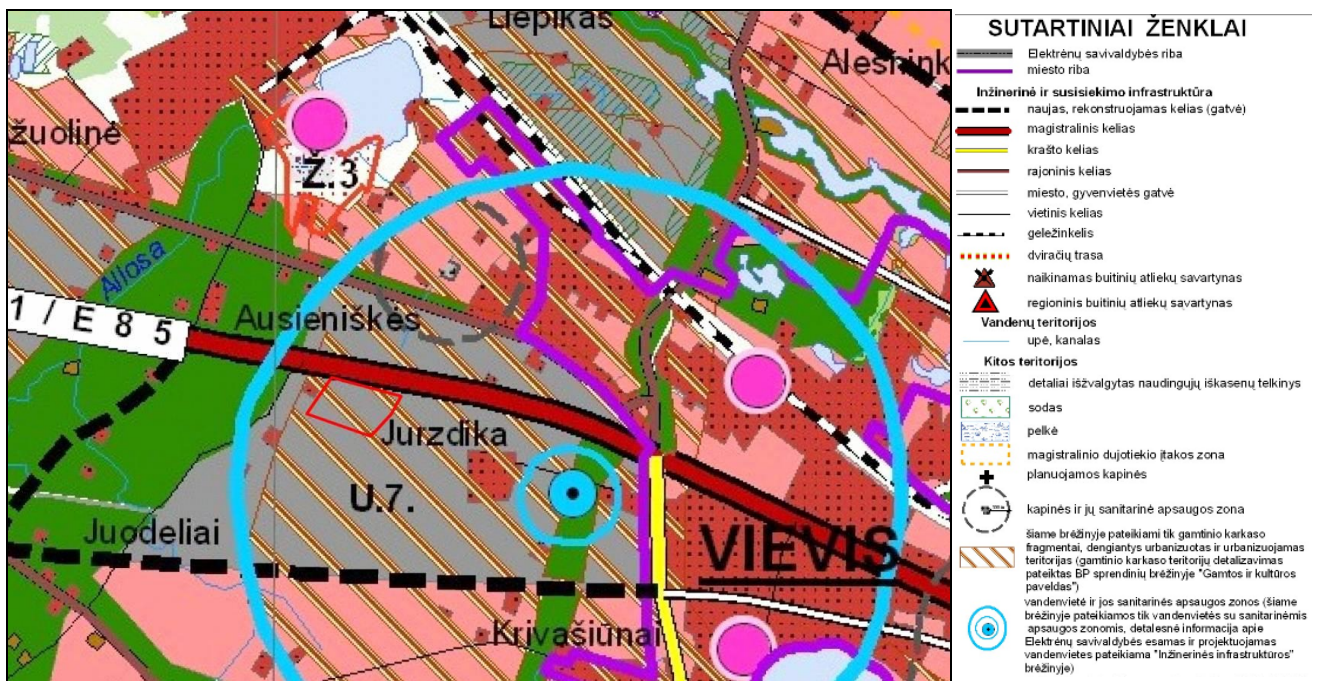 Liepikas
Alesnink
žuolinė
Ž.3
Aliosa
Ausieniškės
1 / E 8 5
Jurzdika
U.7.
Juodeliai
VIEVIS
Krivašiūnai
SUTARTINIAI ŽENKLAI
Elektrėnų savivaldybės riba
miesto riba
Inžinerinė ir susisiekimo infrastruktūra
naujas, rekonstruojamas kelias (gatvė)
magistralinis kelias
krašto kelias
rajoninis kelias
miesto, gyvenvietės gatvė
vietinis kelias
geležinkelis
dviračių trasa
naikinamas buitinių atliekų savartynas
regioninis buitinių atliekų savartynas
Vandenų teritorijos
upė, kanalas
Kitos teritorijos
detaliai išžvalgytas naudingųjų iškasenų telkinys
sodas
pelkė
magistralinio dujotiekio įtakos zona
planuojamos kapinės
kapinės ir jų sanitarinė apsaugos zona
šiame brėžinyje pateikiami tik gamtinio karkaso
fragmentai, dengiantys urbanizuotas ir urbanizuojamas
teritorijas (gamtinio karkaso teritorijų detalizavimas
pateiktas BP sprendinių brėžinyje "Gamtos ir kultūros
paveldas")
vandenvietė ir jos sanitarinės apsaugos zonos (šiame
brėžinyje pateikiamos tik vandenvietės su sanitarinėmis
apsaugos zonomis, detalesnė informacija apie
Elektrėnų savivaldybės esamas ir projektuojamas
vandenvietes pateikiama "Inžinerinės infrastruktūros"
brėžinyje)